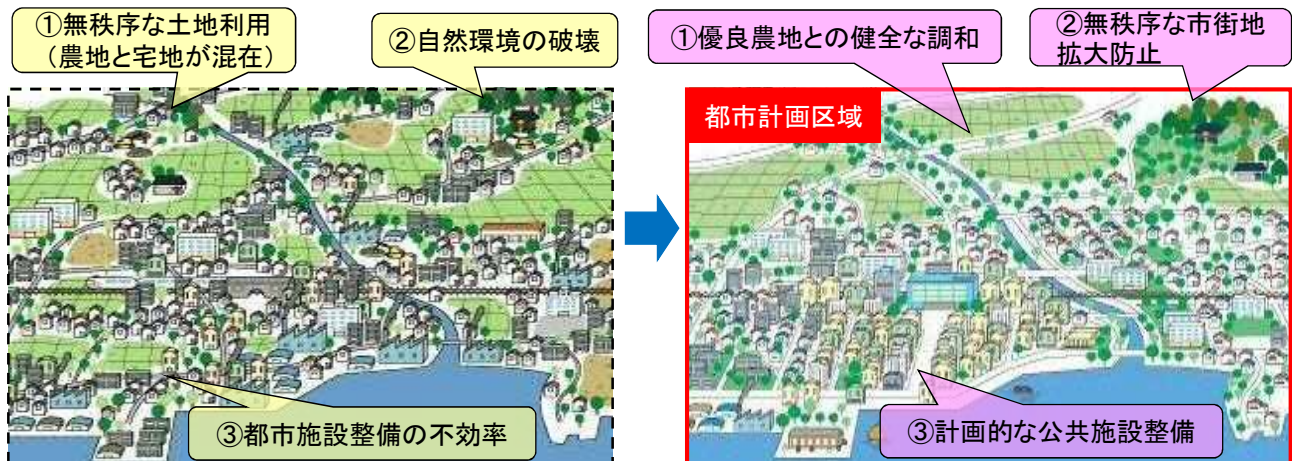 ①無秩序な土地利用
（農地と宅地が混在）
②自然環境の破壊
①優良農地との健全な調和
②無秩序な市街地
拡大防止
都市計画区域
③都市施設整備の不効率
③計画的な公共施設整備